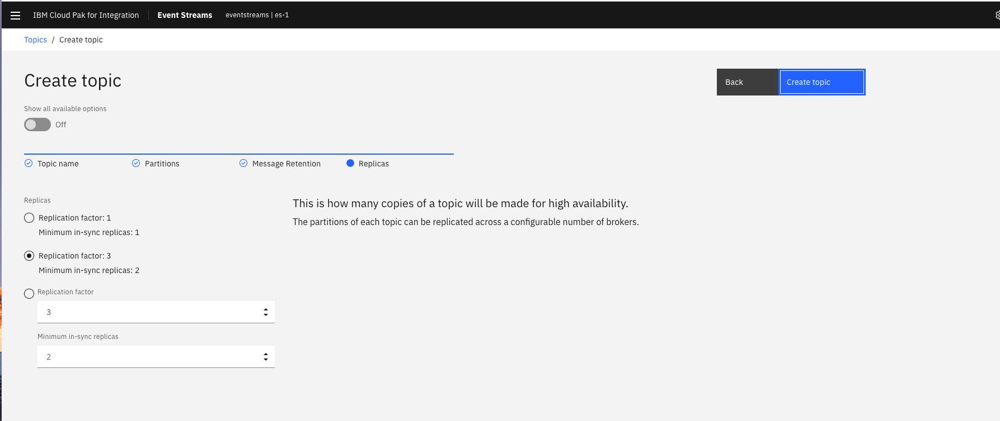 IBM Cloud Pak for Integration Event Streams eventstreams | es-1
Topics / Create topic
Create topic
Back Create topic
Show all available options
Off
Topic name Partitions Message Retention Replicas
Replicas
Replication factor: 1
Minimum in-sync replicas: 1
Replication factor: 3
Minimum in-sync replicas: 2
Replication factor
3
Minimum in-sync replicas
2
This is how many copies of a topic will be made for high availability.
The partitions of each topic can be replicated across a configurable number of brokers.